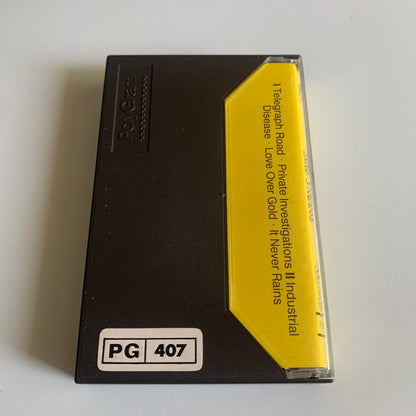 PolyGram
I Telegraph Road · Private Investigations II Industrial
Disease · Love Over Gold · It Never Rains
PG 407